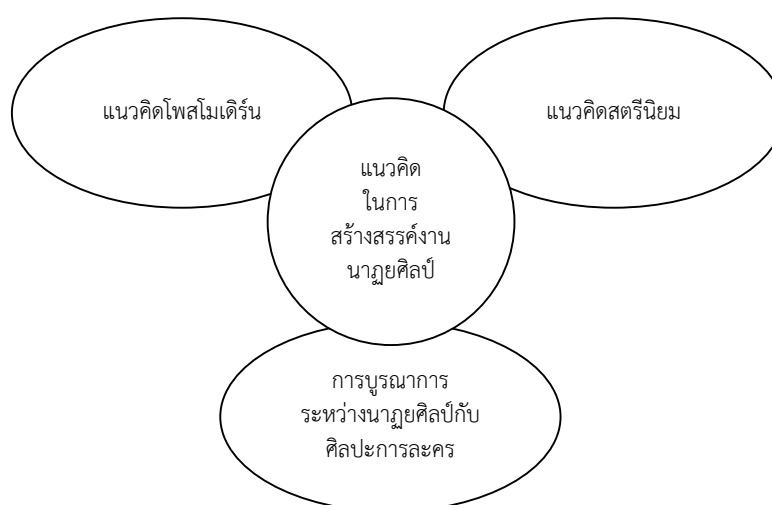 แนวคิดโพสโมเดิร์น
แนวคิดสตรีนิยม
แนวคิด
ในการ
สร้างสรรค์งาน
นาฏยศิลป์
การบูรณาการ
ระหว่างนาฏยศิลป์กับ
ศิลปะการละคร